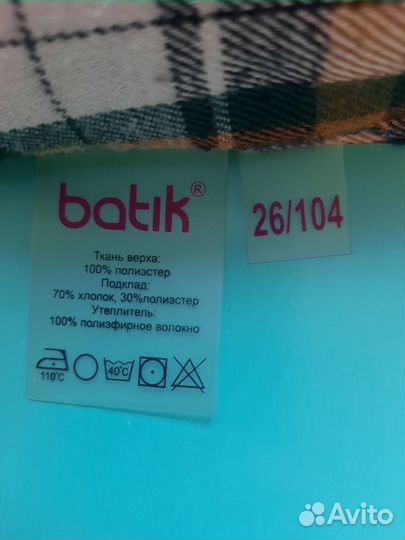 batik®
26/104
Ткань верха:
100% полиэстер
Подклад:
70% хлопок, 30%полиэстер
Утеплитель:
100% полиэфирное волокно
110°C
40°C
Avito